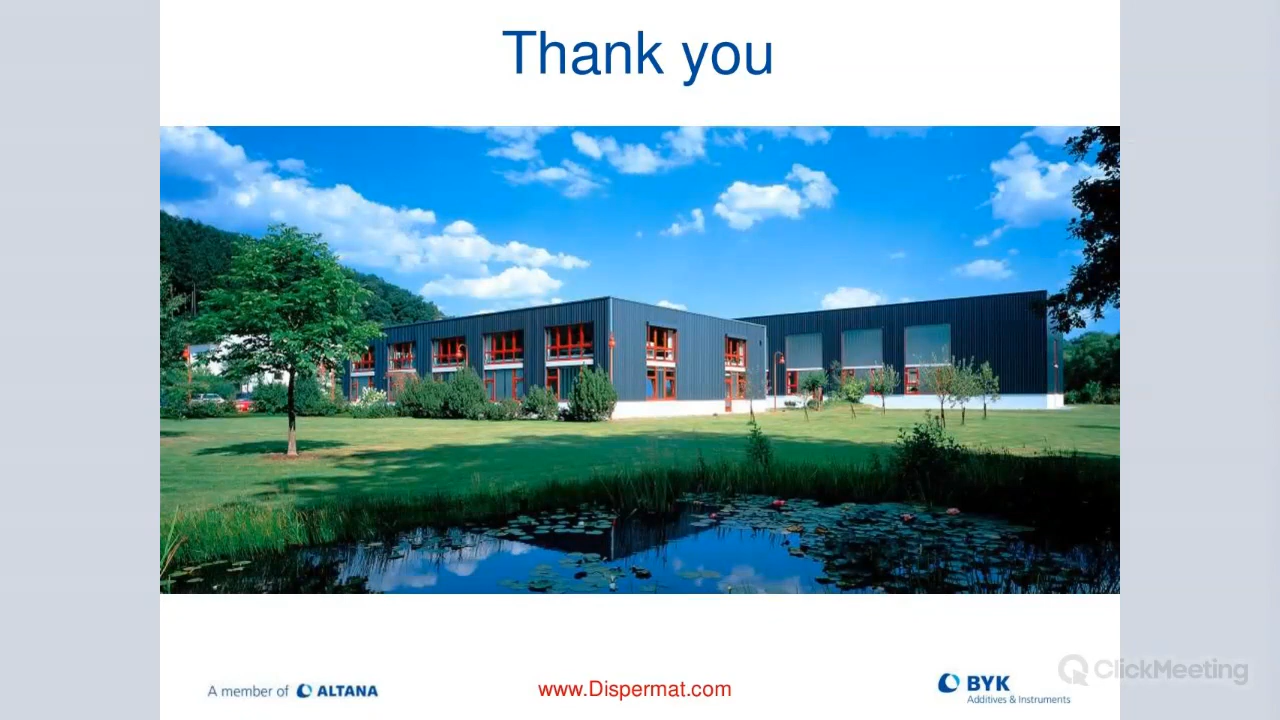 Thank you
A member of ALTANA
www.Dispermat.com
BYK
Additives & Instruments
ClickMeeting